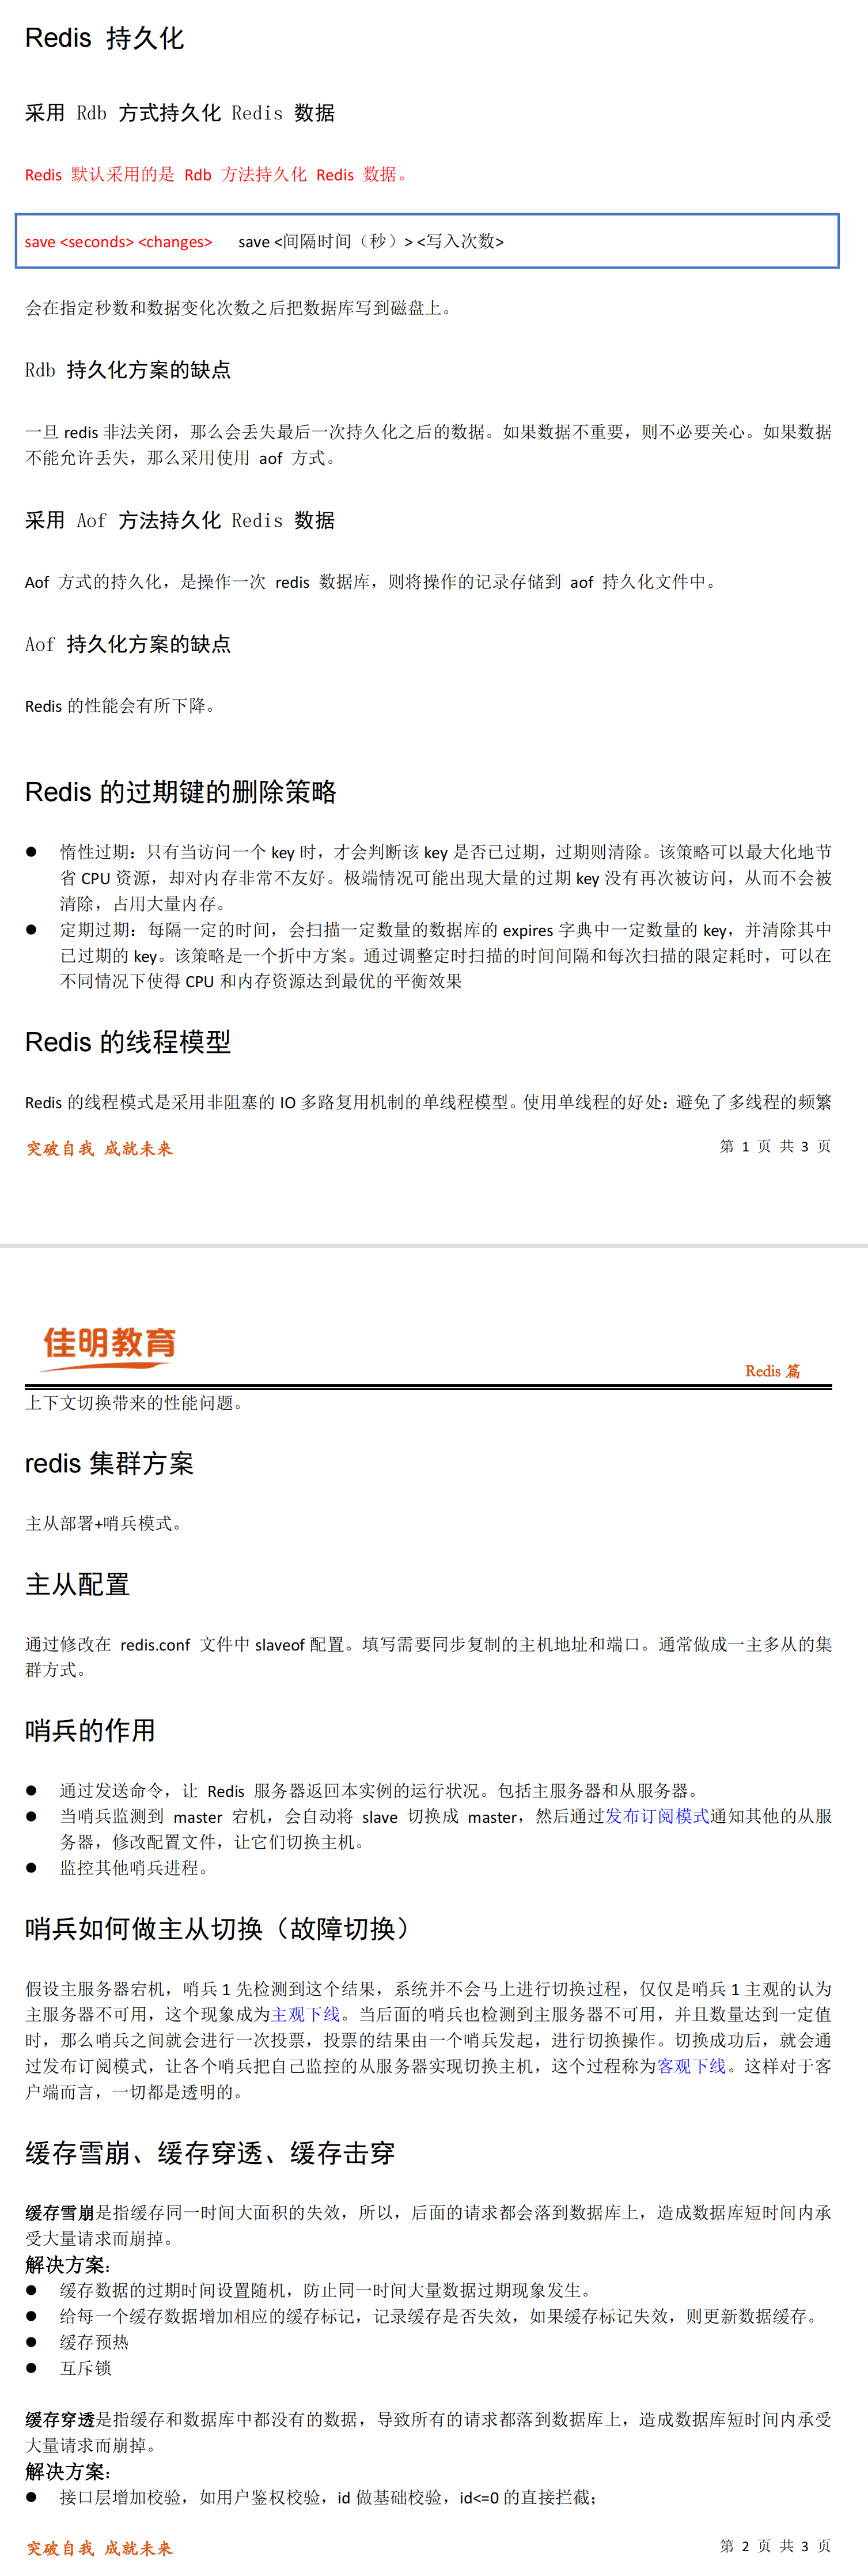 Redis 持久化
采用 Rdb 方式持久化 Redis 数据
Redis 默认采用的是 Rdb 方法持久化 Redis 数据。
save <seconds> <changes> save <间隔时间（秒）> <写入次数>
会在指定秒数和数据变化次数之后把数据库写到磁盘上。
Rdb 持久化方案的缺点
一旦 redis 非法关闭，那么会丢失最后一次持久化之后的数据。如果数据不重要，则不必要关心。如果数据
不能允许丢失，那么采用使用 aof 方式。
采用 Aof 方法持久化 Redis 数据
Aof 方式的持久化，是操作一次 redis 数据库，则将操作的记录存储到 aof 持久化文件中。
Aof 持久化方案的缺点
Redis 的性能会有所下降。
Redis 的过期键的删除策略
● 惰性过期：只有当访问一个 key 时，才会判断该 key 是否已过期，过期则清除。该策略可以最大化地节
省 CPU 资源，却对内存非常不友好。极端情况可能出现大量的过期 key 没有再次被访问，从而不会被
清除，占用大量内存。
● 定期过期：每隔一定的时间，会扫描一定数量的数据库的 expires 字典中一定数量的 key，并清除其中
已过期的 key。该策略是一个折中方案。通过调整定时扫描的时间间隔和每次扫描的限定耗时，可以在
不同情况下使得 CPU 和内存资源达到最优的平衡效果
Redis 的线程模型
Redis 的线程模式是采用非阻塞的 IO 多路复用机制的单线程模型。使用单线程的好处：避免了多线程的频繁
突破自我 成就未来 第 1 页 共 3 页
佳明教育
Redis 篇
上下文切换带来的性能问题。
redis 集群方案
主从部署+哨兵模式。
主从配置
通过修改在 redis.conf 文件中 slaveof 配置。填写需要同步复制的主机地址和端口。通常做成一主多从的集
群方式。
哨兵的作用
● 通过发送命令，让 Redis 服务器返回本实例的运行状况。包括主服务器和从服务器。
● 当哨兵监测到 master 宕机，会自动将 slave 切换成 master，然后通过发布订阅模式通知其他的从服
务器，修改配置文件，让它们切换主机。
● 监控其他哨兵进程。
哨兵如何做主从切换（故障切换）
假设主服务器宕机，哨兵 1 先检测到这个结果，系统并不会马上进行切换过程，仅仅是哨兵 1 主观的认为
主服务器不可用，这个现象成为主观下线。当后面的哨兵也检测到主服务器不可用，并且数量达到一定值
时，那么哨兵之间就会进行一次投票，投票的结果由一个哨兵发起，进行切换操作。切换成功后，就会通
过发布订阅模式，让各个哨兵把自己监控的从服务器实现切换主机，这个过程称为客观下线。这样对于客
户端而言，一切都是透明的。
缓存雪崩、缓存穿透、缓存击穿
缓存雪崩是指缓存同一时间大面积的失效，所以，后面的请求都会落到数据库上，造成数据库短时间内承
受大量请求而崩掉。
解决方案：
● 缓存数据的过期时间设置随机，防止同一时间大量数据过期现象发生。
● 给每一个缓存数据增加相应的缓存标记，记录缓存是否失效，如果缓存标记失效，则更新数据缓存。
● 缓存预热
● 互斥锁
缓存穿透是指缓存和数据库中都没有的数据，导致所有的请求都落到数据库上，造成数据库短时间内承受
大量请求而崩掉。
解决方案：
● 接口层增加校验，如用户鉴权校验，id 做基础校验，id<=0 的直接拦截；
突破自我 成就未来 第 2 页 共 3 页